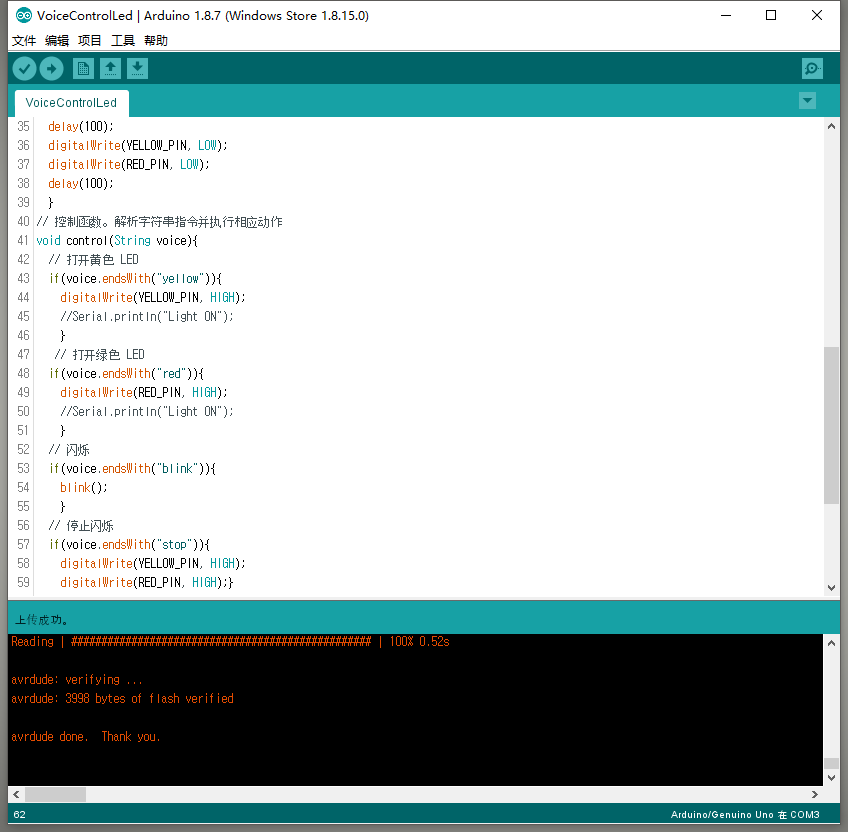 VoiceControlLed | Arduino 1.8.7 (Windows Store 1.8.15.0)
文件 编辑 项目 工具 帮助
VoiceControlLed
35 delay(100);
36 digitalWrite(YELLOW_PIN, LOW);
37 digitalWrite(RED_PIN, LOW);
38 delay(100);
39 }
40 // 控制函数。解析字符串指令并执行相应动作
41 void control(String voice){
42 // 打开黄色 LED
43 if(voice.endsWith("yellow")){
44 digitalWrite(YELLOW_PIN, HIGH);
45 //Serial.println("Light ON");
46 }
47 // 打开绿色 LED
48 if(voice.endsWith("red")){
49 digitalWrite(RED_PIN, HIGH);
50 //Serial.println("Light ON");
51 }
52 // 闪烁
53 if(voice.endsWith("blink")){
54 blink();
55 }
56 // 停止闪烁
57 if(voice.endsWith("stop")){
58 digitalWrite(YELLOW_PIN, HIGH);
59 digitalWrite(RED_PIN, HIGH);}
上传成功。
Reading | ################################################## | 100% 0.52s
avrdude: verifying ...
avrdude: 3998 bytes of flash verified
avrdude done.  Thank you.
62 Arduino/Genuino Uno 在 COM3